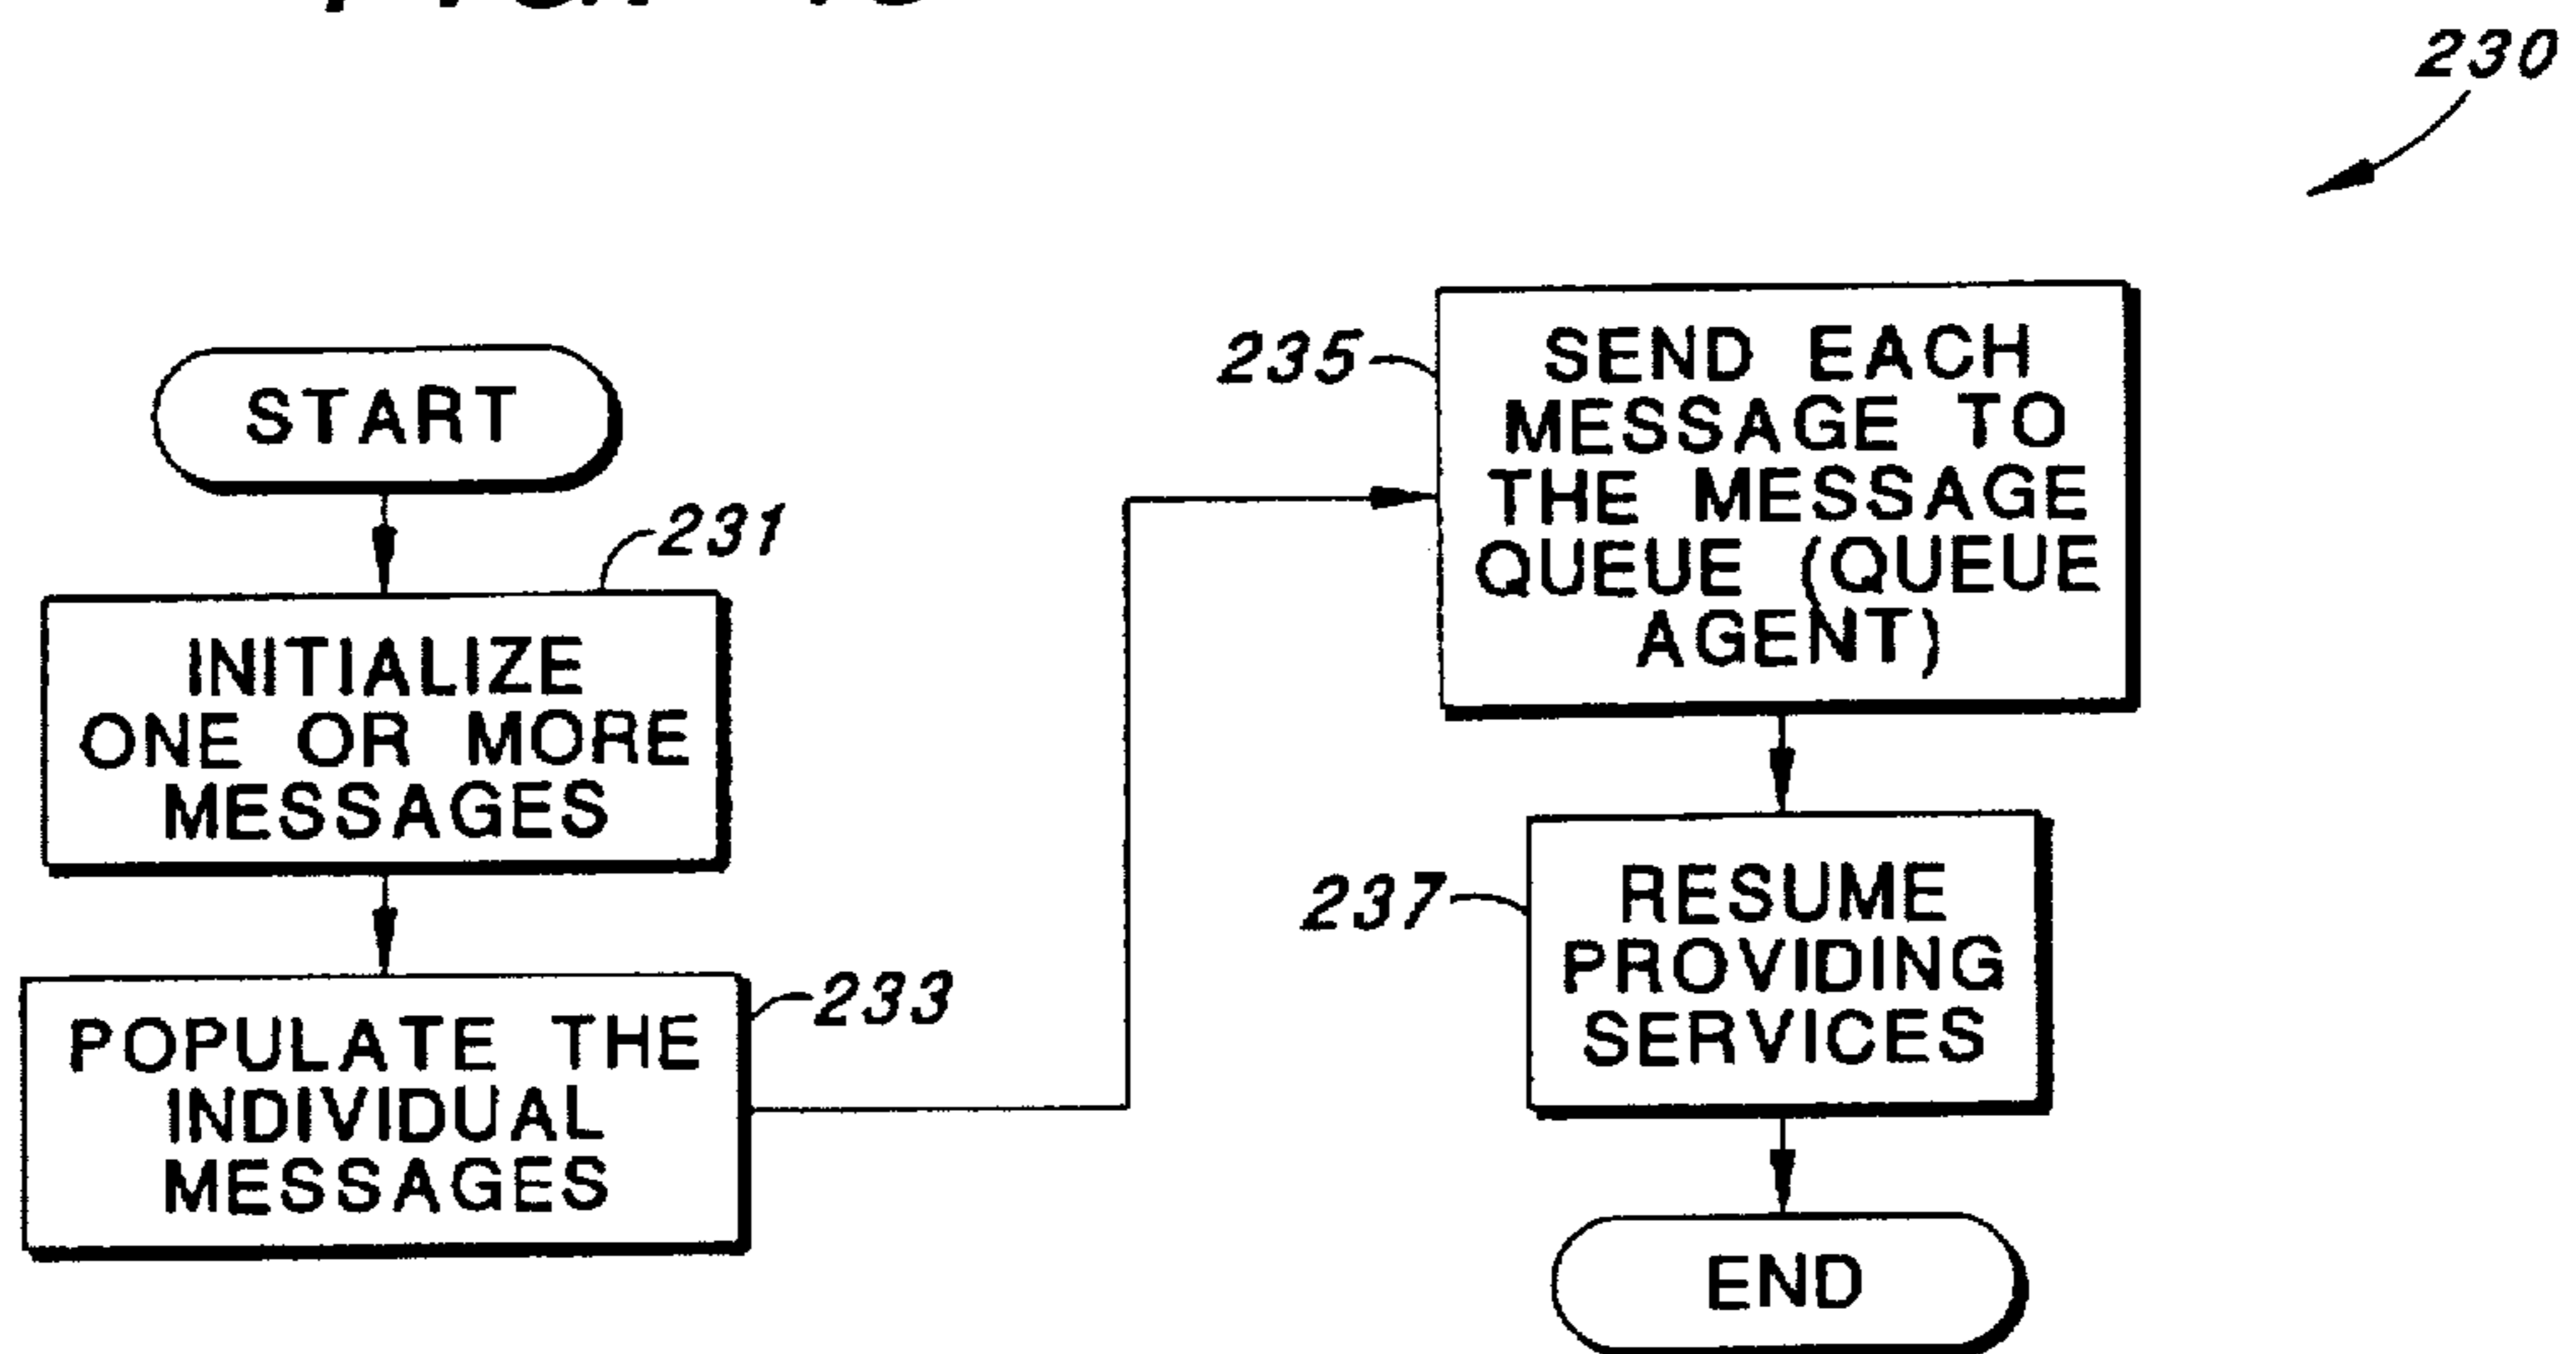 230
START
231
INITIALIZE
ONE OR MORE
MESSAGES
233
POPULATE THE
INDIVIDUAL
MESSAGES
235
SEND EACH
MESSAGE TO
THE MESSAGE
QUEUE (QUEUE
AGENT)
237
RESUME
PROVIDING
SERVICES
END